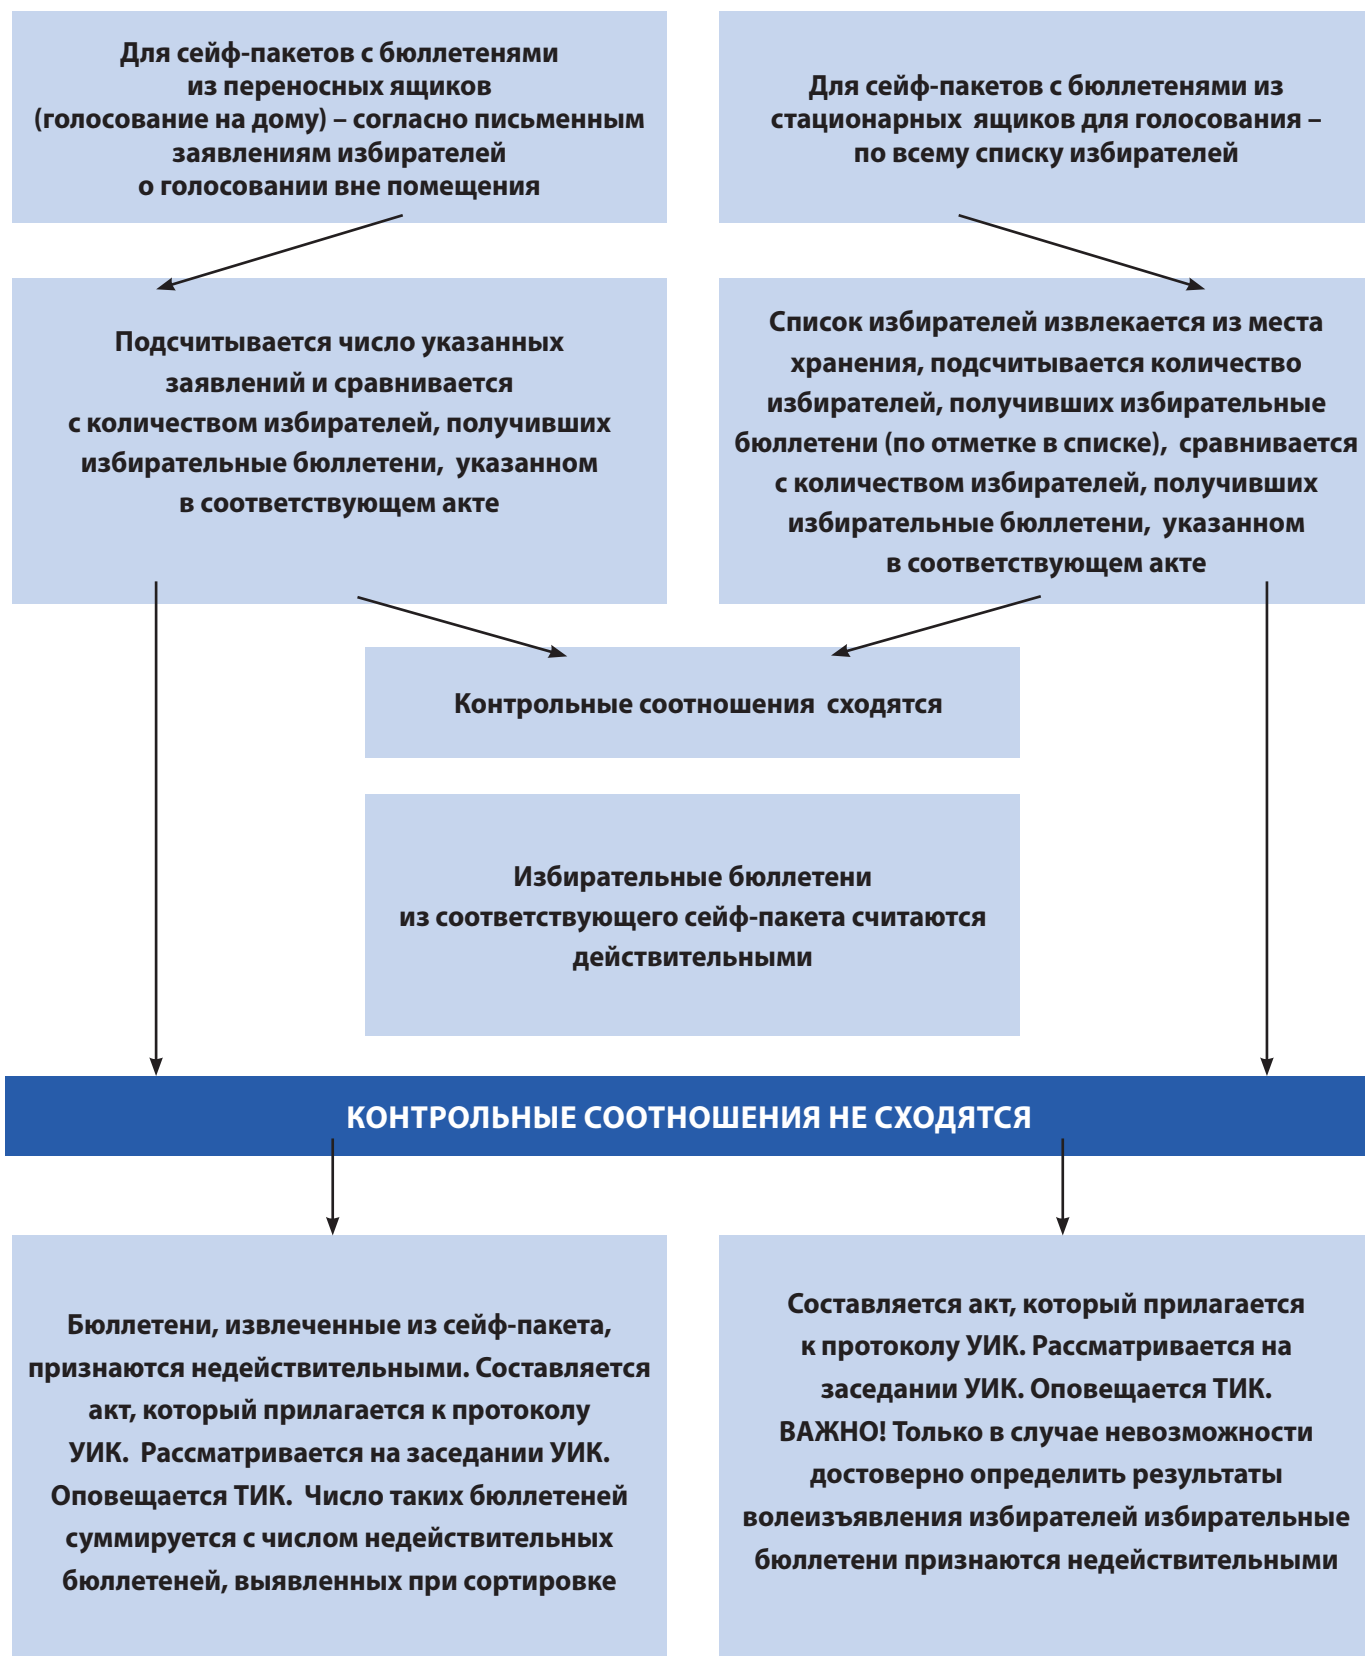 Для сейф-пакетов с бюллетенями
из переносных ящиков
(голосование на дому) – согласно письменным
заявлениям избирателей
о голосовании вне помещения
Для сейф-пакетов с бюллетенями из
стационарных ящиков для голосования –
по всему списку избирателей
Подсчитывается число указанных
заявлений и сравнивается
с количеством избирателей, получивших
избирательные бюллетени, указанном
в соответствующем акте
Список избирателей извлекается из места
хранения, подсчитывается количество
избирателей, получивших избирательные
бюллетени (по отметке в списке), сравнивается
с количеством избирателей, получивших
избирательные бюллетени, указанном
в соответствующем акте
Контрольные соотношения сходятся
Избирательные бюллетени
из соответствующего сейф-пакета считаются
действительными
КОНТРОЛЬНЫЕ СООТНОШЕНИЯ НЕ СХОДЯТСЯ
Бюллетени, извлеченные из сейф-пакета,
признаются недействительными. Составляется
акт, который прилагается к протоколу
УИК. Рассматривается на заседании УИК.
Оповещается ТИК. Число таких бюллетеней
суммируется с числом недействительных
бюллетеней, выявленных при сортировке
Составляется акт, который прилагается
к протоколу УИК. Рассматривается на
заседании УИК. Оповещается ТИК.
ВАЖНО! Только в случае невозможности
достоверно определить результаты
волеизъявления избирателей избирательные
бюллетени признаются недействительными